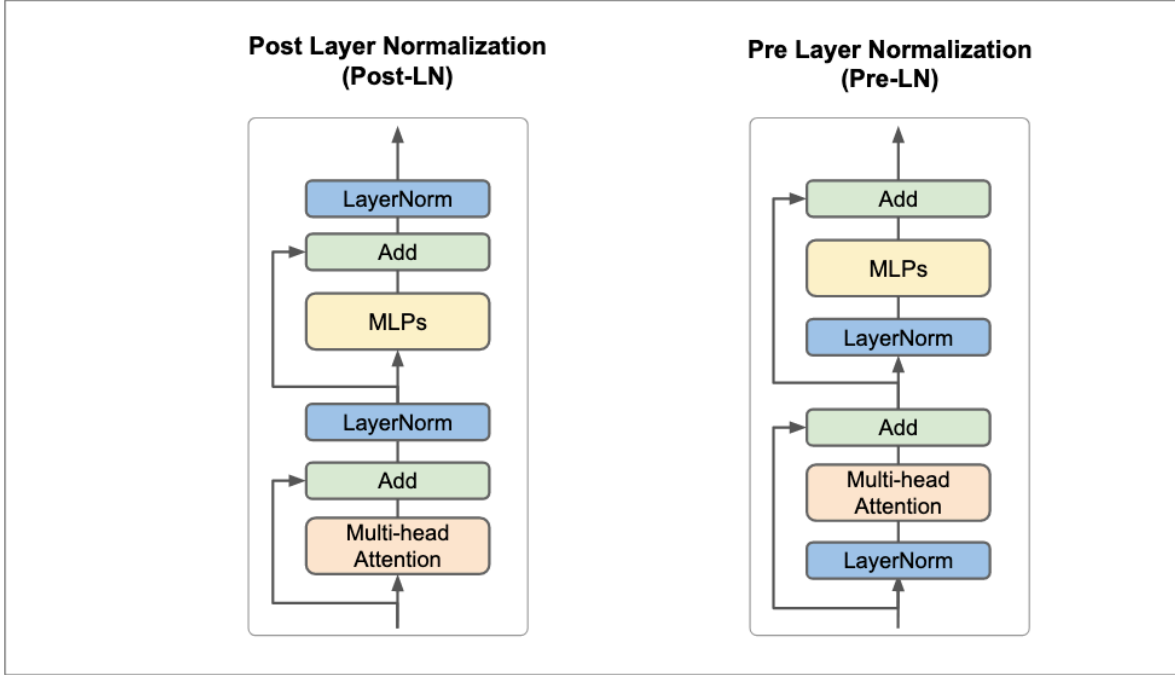 Post Layer Normalization
(Post-LN)
LayerNorm
Add
MLPs
LayerNorm
Add
Multi-head
Attention
Pre Layer Normalization
(Pre-LN)
Add
MLPs
LayerNorm
Add
Multi-head
Attention
LayerNorm